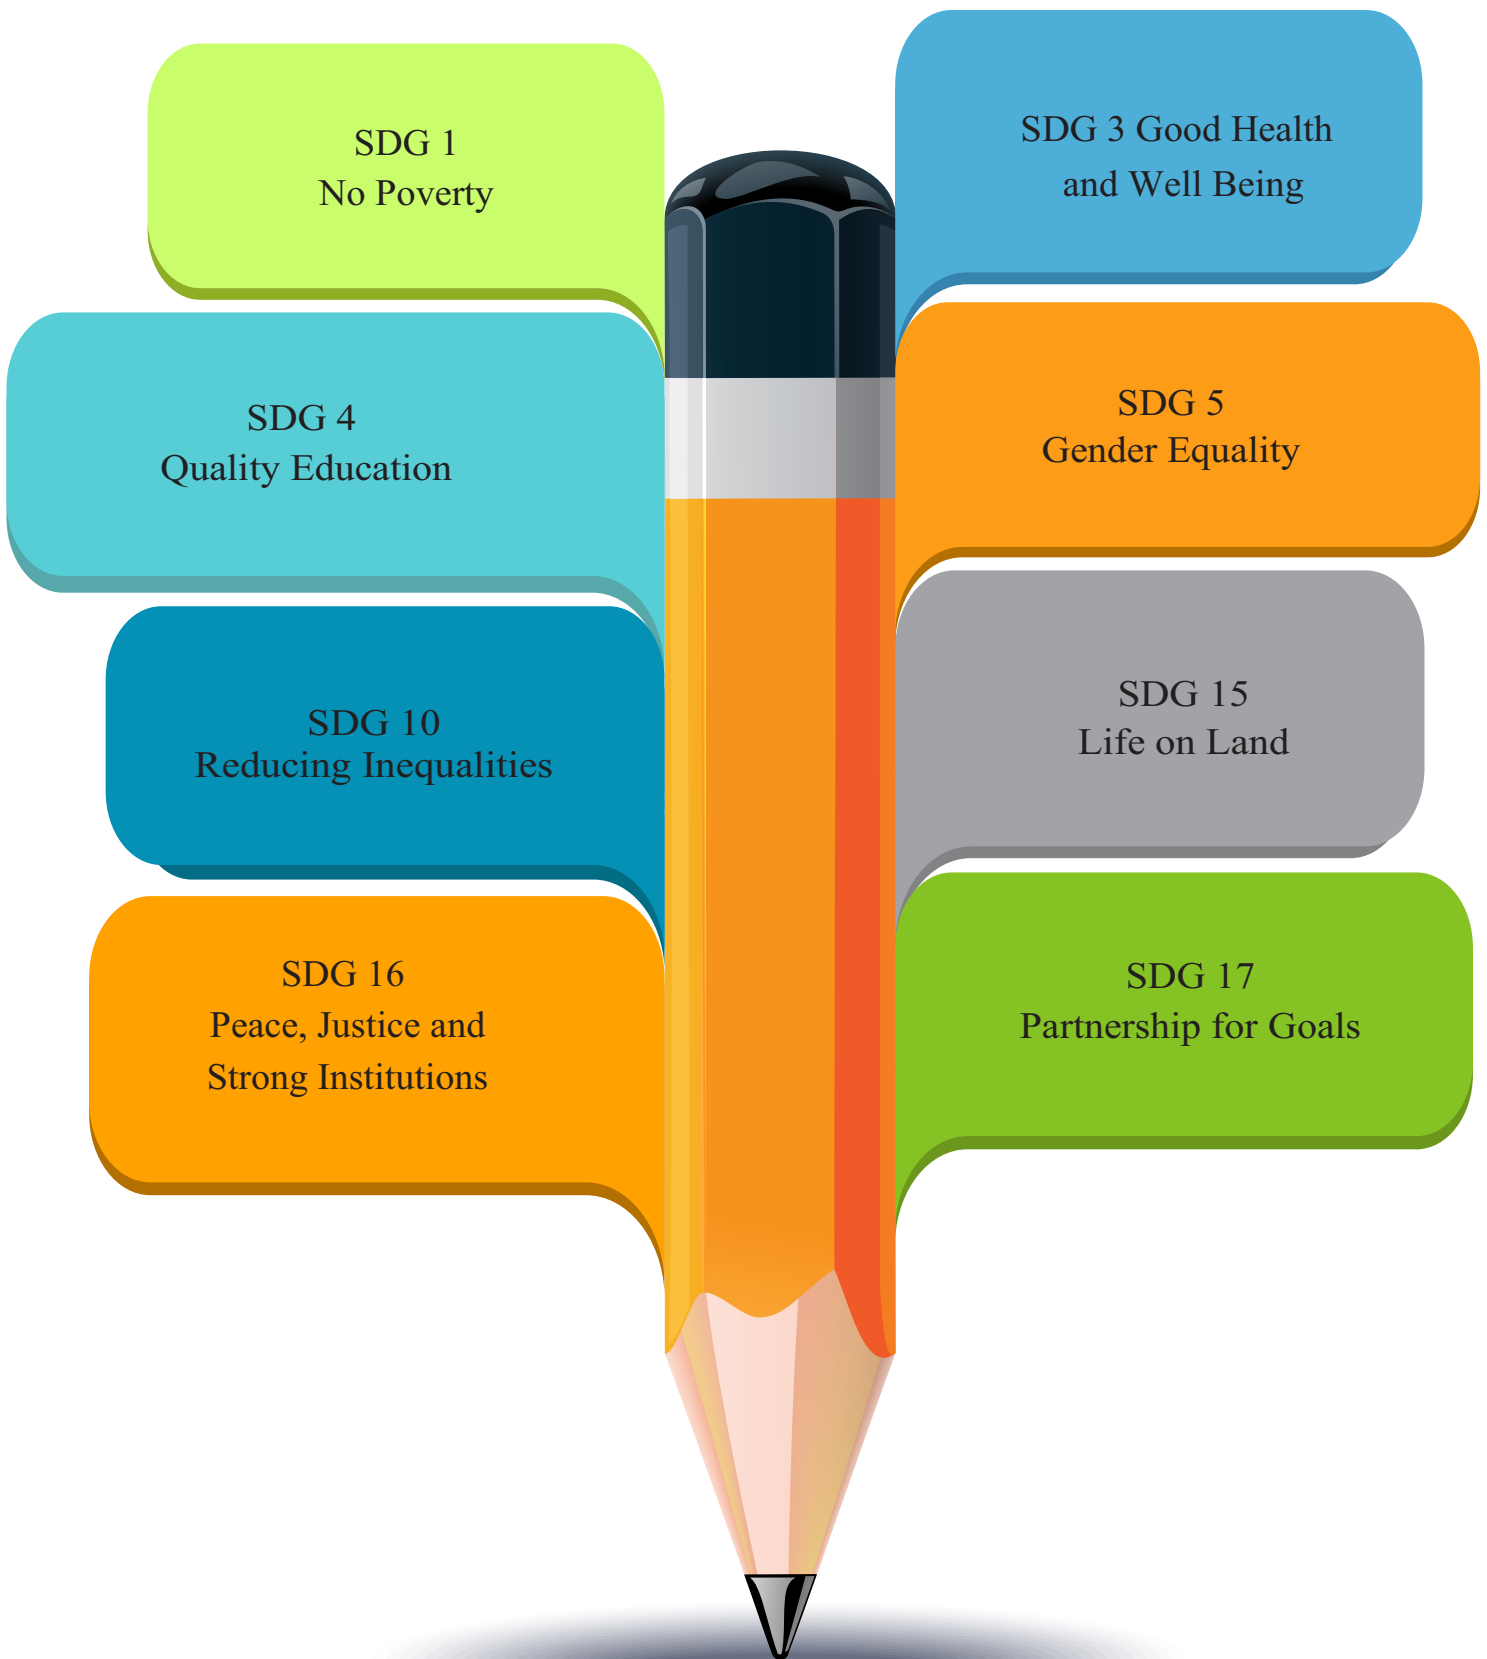 SDG 1
No Poverty
SDG 3 Good Health
and Well Being
SDG 4
Quality Education
SDG 5
Gender Equality
SDG 10
Reducing Inequalities
SDG 15
Life on Land
SDG 16
Peace, Justice and
Strong Institutions
SDG 17
Partnership for Goals